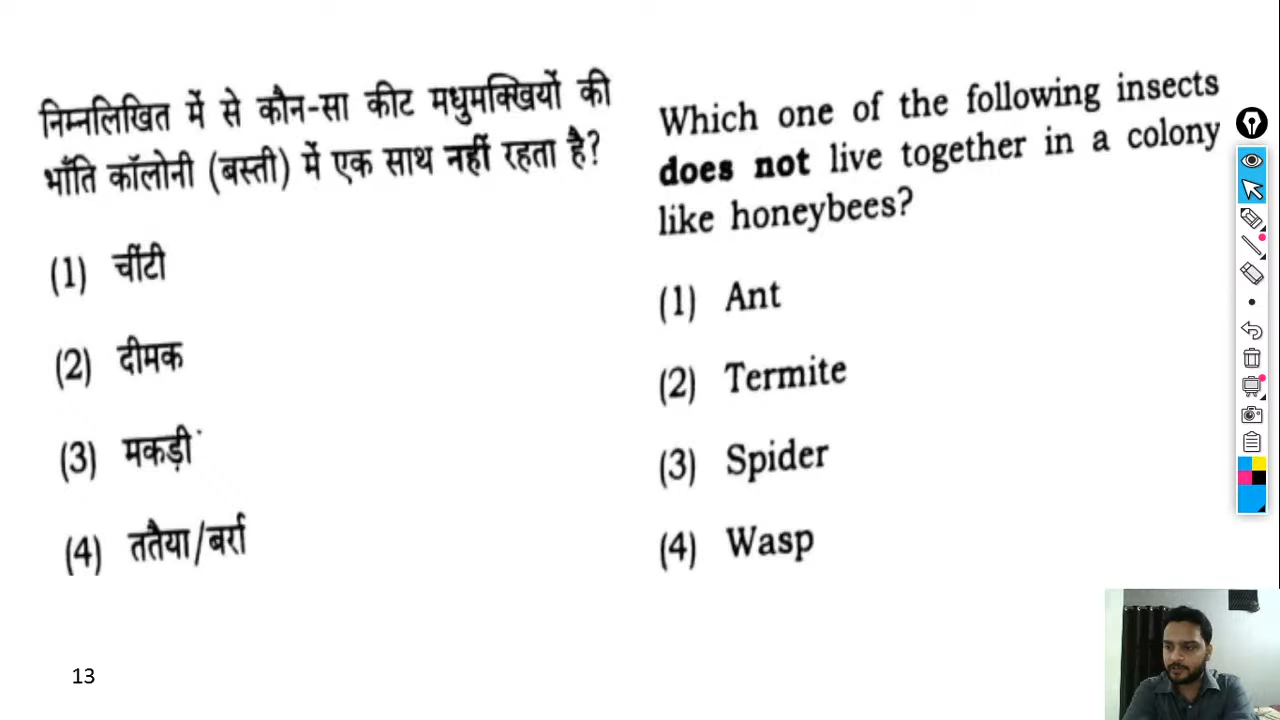 निम्नलिखित में से कौन-सा कीट मधुमक्खियों की
भाँति कॉलोनी (बस्ती) में एक साथ नहीं रहता है?
(1) चींटी
(2) दीमक
(3) मकड़ी
(4) ततैया/बर्रा
Which one of the following insects
does not live together in a colony
like honeybees?
(1) Ant
(2) Termite
(3) Spider
(4) Wasp
13